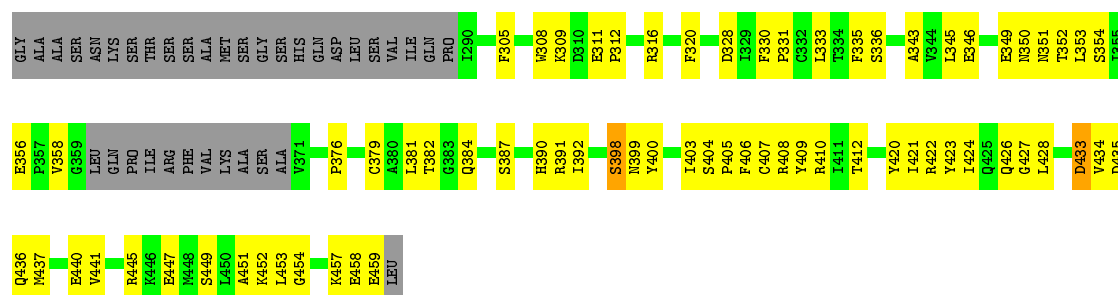 GLY ALA ALA SER ASN LYS SER THR SER SER ALA MET SER GLY SER HIS GLN ASP LEU SER VAL ILE GLN PRO I290 F305 W308 K309 D310 E311 P312 R316 F320 D328 I329 F330 P331 C332 L333 T334 F335 S336 A343 V344 L345 E346 E349 N350 N351 T352 L353 S354 I355
E356 P357 V358 G359 LEU GLN PRO ILE ARG PHE VAL LYS ALA SER ALA V371 P376 C379 A380 L381 T382 G383 Q384 S387 H390 R391 I392 S398 N399 Y400 I403 S404 P405 F406 C407 R408 Y409 R410 I411 T412 Y420 I421 R422 Y423 I424 Q425 Q426 G427 L428 D433 V434 D435
Q436 M437 E440 V441 R445 K446 E447 M448 S449 L450 A451 K452 L453 G454 K457 E458 E459 LEU